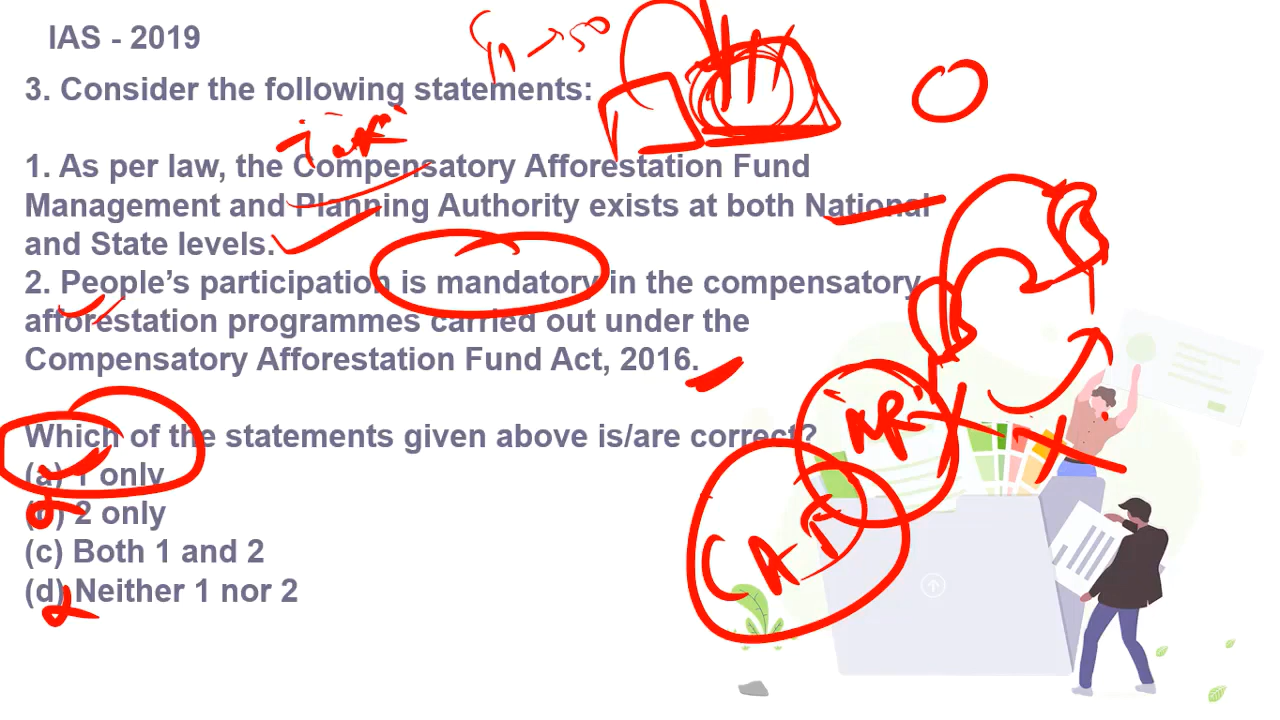 IAS - 2019
3. Consider the following statements:
1. As per law, the Compensatory Afforestation Fund
Management and Planning Authority exists at both National
and State levels.
2. People's participation is mandatory in the compensatory
afforestation programmes carried out under the
Compensatory Afforestation Fund Act, 2016.
Which of the statements given above is/are correct?
(a) 1 only
(b) 2 only
(c) Both 1 and 2
(d) Neither 1 nor 2